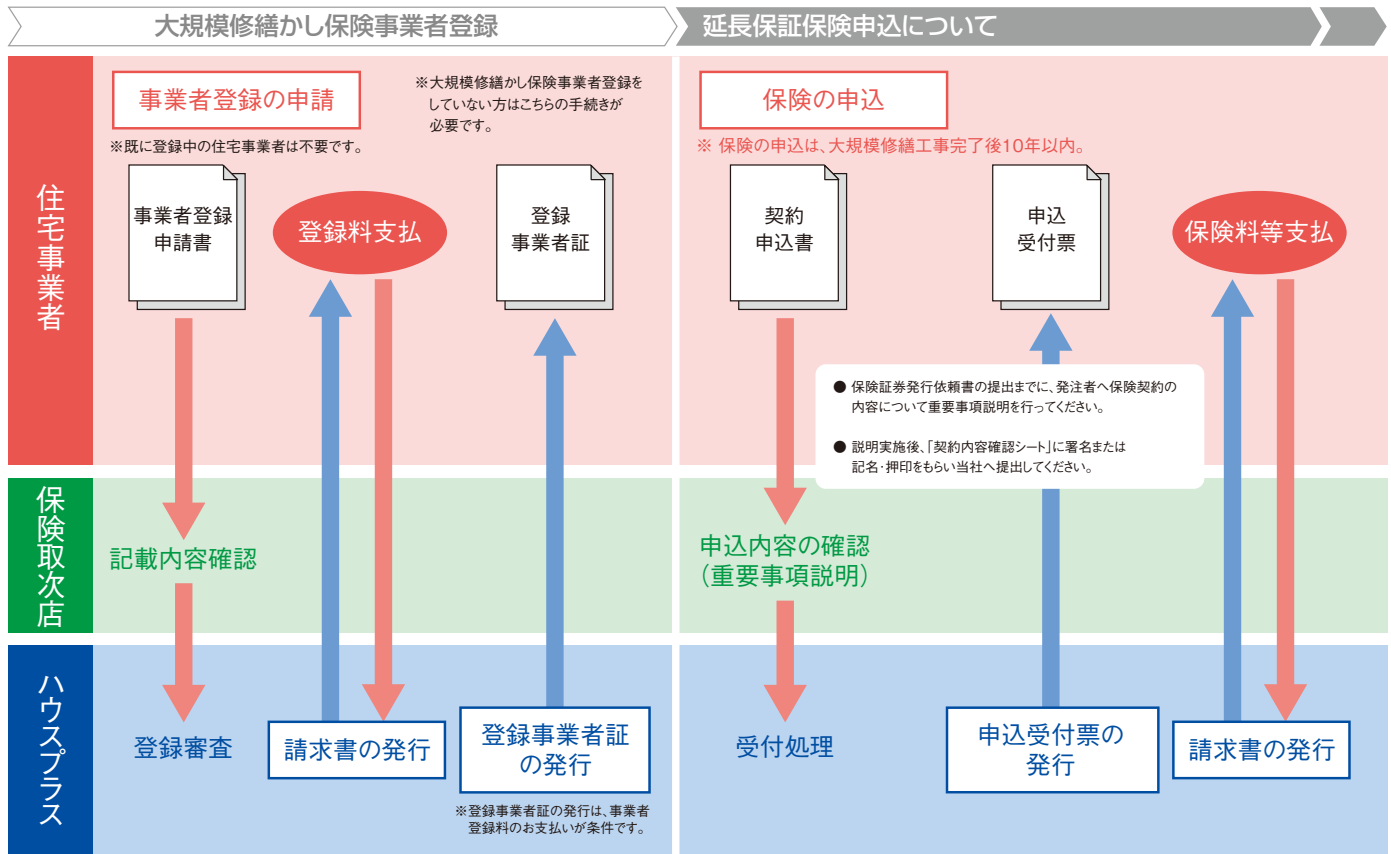 大規模修繕かし保険事業者登録
延長保証保険申込について
住宅事業者
事業者登録の申請
※大規模修繕かし保険事業者登録を
していない方はこちらの手続きが
必要です。
※既に登録中の住宅事業者は不要です。
事業者登録
申請書
登録料支払
登録
事業者証
保険の申込
※ 保険の申込は、大規模修繕工事完了後10年以内。
契約
申込書
申込
受付票
保険料等支払
● 保険証券発行依頼書の提出までに、発注者へ保険契約の
内容について重要事項説明を行ってください。
● 説明実施後、「契約内容確認シート」に署名または
記名・押印をもらい当社へ提出してください。
保険取次店
記載内容確認
申込内容の確認
（重要事項説明）
ハウスプラス
登録審査
請求書の発行
登録事業者証
の発行
※登録事業者証の発行は、事業者
登録料のお支払いが条件です。
受付処理
申込受付票の
発行
請求書の発行